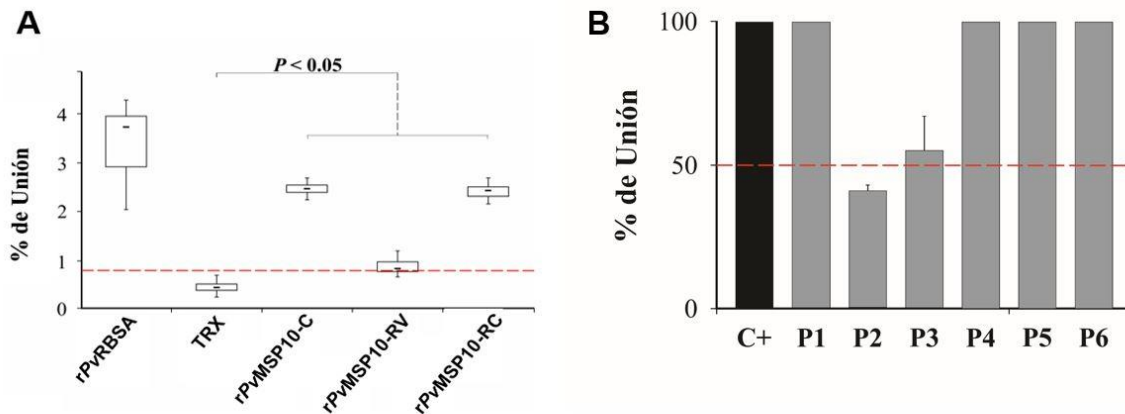 A
P < 0.05
% de Unión
4
3
2
1
0
rPvRBSA
TRX
rPvMSP10-C
rPvMSP10-RV
rPvMSP10-RC
B
% de Unión
100
50
0
C+ P1 P2 P3 P4 P5 P6